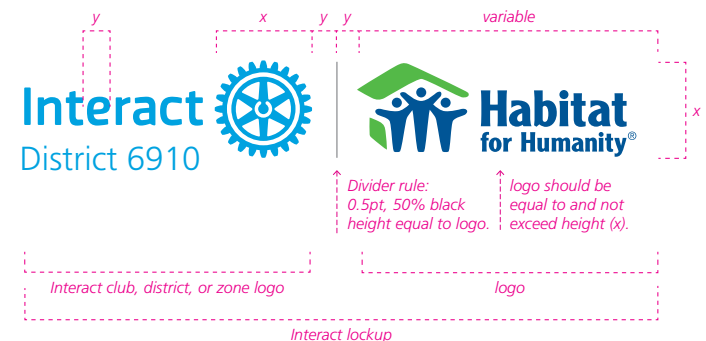 y
x
y
y
variable
Interact
District 6910
Habitat
for Humanity®
x
Divider rule:
0.5pt, 50% black
height equal to logo.
logo should be
equal to and not
exceed height (x).
Interact club, district, or zone logo
logo
Interact lockup